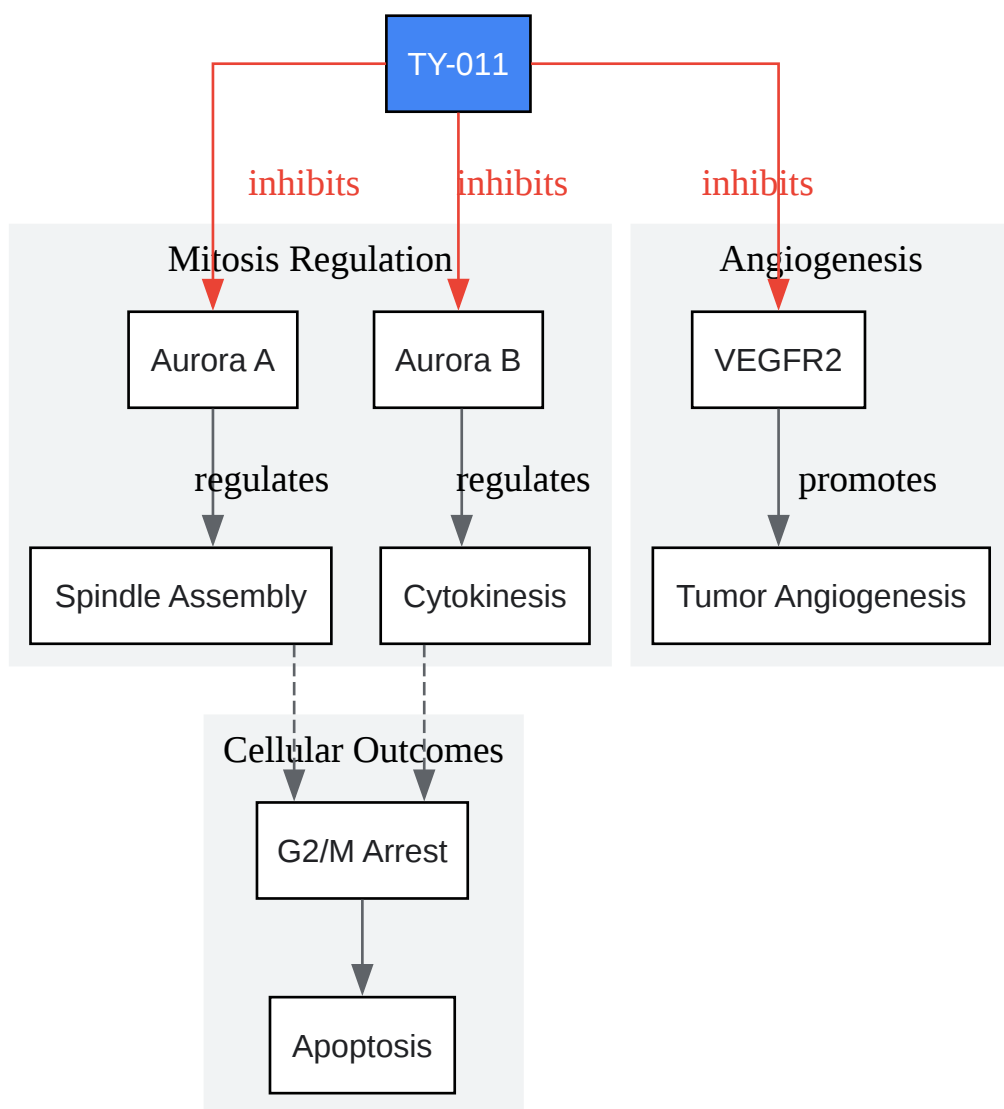 TY-011
inhibits
inhibits
inhibits
Mitosis Regulation
Angiogenesis
Aurora A
Aurora B
VEGFR2
regulates
regulates
promotes
Spindle Assembly
Cytokinesis
Tumor Angiogenesis
Cellular Outcomes
G2/M Arrest
Apoptosis